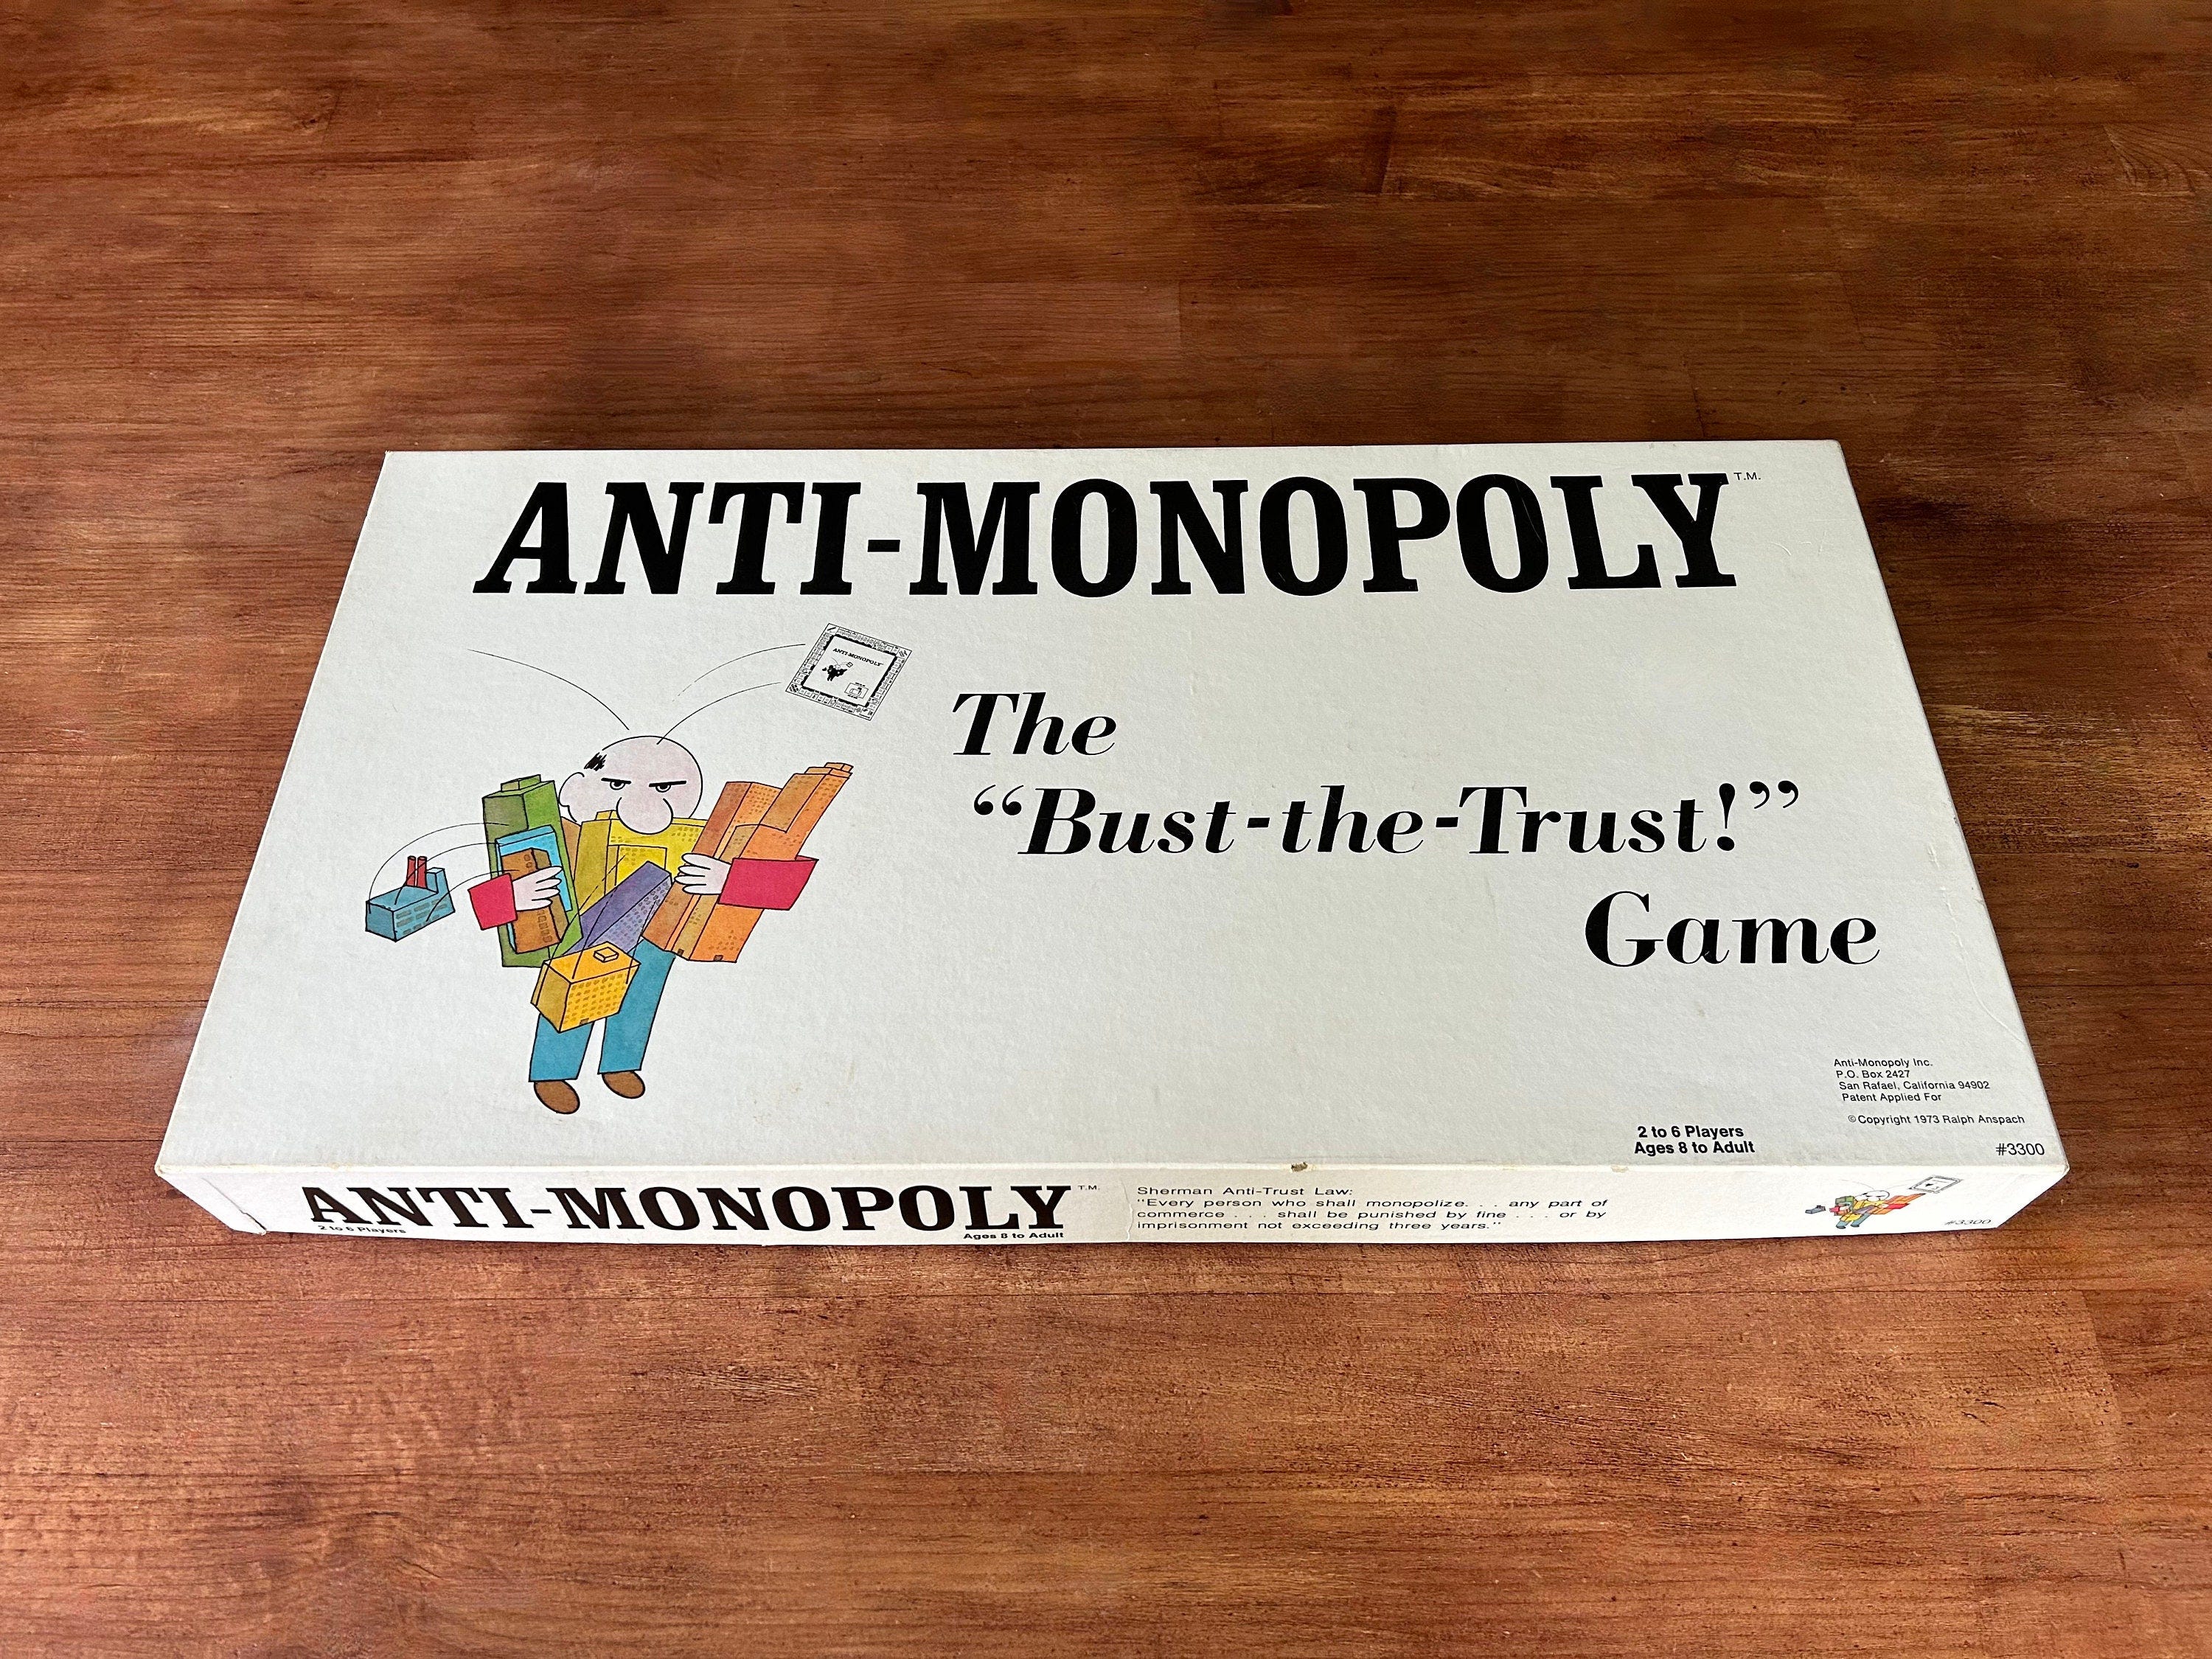 ANTI-MONOPOLY T.M.
ANTI-MONOPOLY
The
“Bust-the-Trust!”
Game
Anti-Monopoly Inc.
P.O. Box 2427
San Rafael, California 94902
Patent Applied For
©Copyright 1973 Ralph Anspach
2 to 6 Players
Ages 8 to Adult
#3300
ANTI-MONOPOLY T.M.
2 to 6 Players
Ages 8 to Adult
Sherman Anti-Trust Law:
"Every person who shall monopolize. . . any part of
commerce . . . shall be punished by fine . . . or by
imprisonment not exceeding three years."
#3300